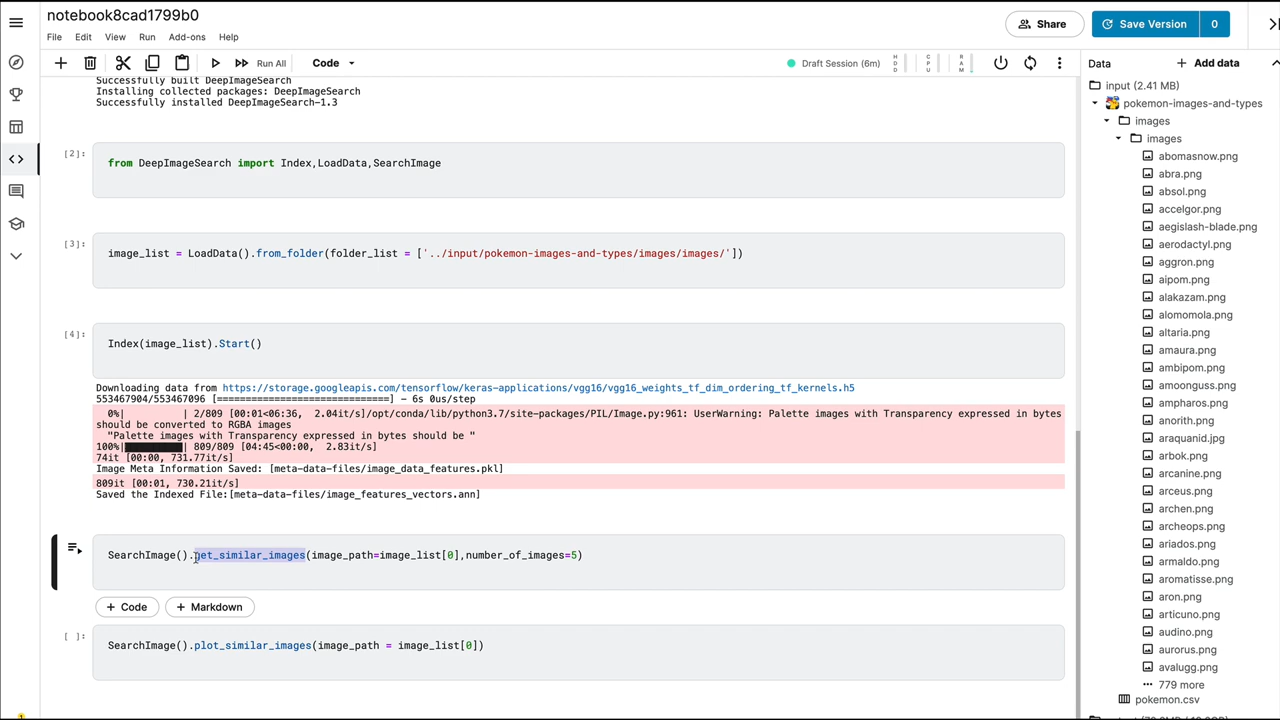 notebook8cad1799b0
File Edit View Run Add-ons Help
Share
Save Version
0
Run All
Code
Draft Session (6m)
HDD
CPU
RAM
Successfully built DeepImageSearch
Installing collected packages: DeepImageSearch
Successfully installed DeepImageSearch-1.3
[2]:
from DeepImageSearch import Index,LoadData,SearchImage
[3]:
image_list = LoadData().from_folder(folder_list = ['../input/pokemon-images-and-types/images/images/'])
[4]:
Index(image_list).Start()
Downloading data from https://storage.googleapis.com/tensorflow/keras-applications/vgg16/vgg16_weights_tf_dim_ordering_tf_kernels.h5
553467904/553467096 [==============================] - 6s 0us/step
0%| | 2/809 [00:01<06:36, 2.04it/s]/opt/conda/lib/python3.7/site-packages/PIL/Image.py:961: UserWarning: Palette images with Transparency expressed in bytes
should be converted to RGBA images
"Palette images with Transparency expressed in bytes should be "
100%|██████████| 809/809 [04:45<00:00, 2.83it/s]
74it [00:00, 731.77it/s]
Image Meta Information Saved: [meta-data-files/image_data_features.pkl]
809it [00:01, 730.21it/s]
Saved the Indexed File:[meta-data-files/image_features_vectors.ann]
SearchImage().get_similar_images(image_path=image_list[0],number_of_images=5)
+ Code
+ Markdown
[ ]:
SearchImage().plot_similar_images(image_path = image_list[0])
Data
+ Add data
input (2.41 MB)
pokemon-images-and-types
images
images
abomasnow.png
abra.png
absol.png
accelgor.png
aegislash-blade.png
aerodactyl.png
aggron.png
aipom.png
alakazam.png
alomomola.png
altaria.png
amaura.png
ambipom.png
amoonguss.png
ampharos.png
anorith.png
araquanid.jpg
arbok.png
arcanine.png
arceus.png
archen.png
archeops.png
ariados.png
armaldo.png
aromatisse.png
aron.png
articuno.png
audino.png
aurorus.png
avalugg.png
779 more
pokemon.csv